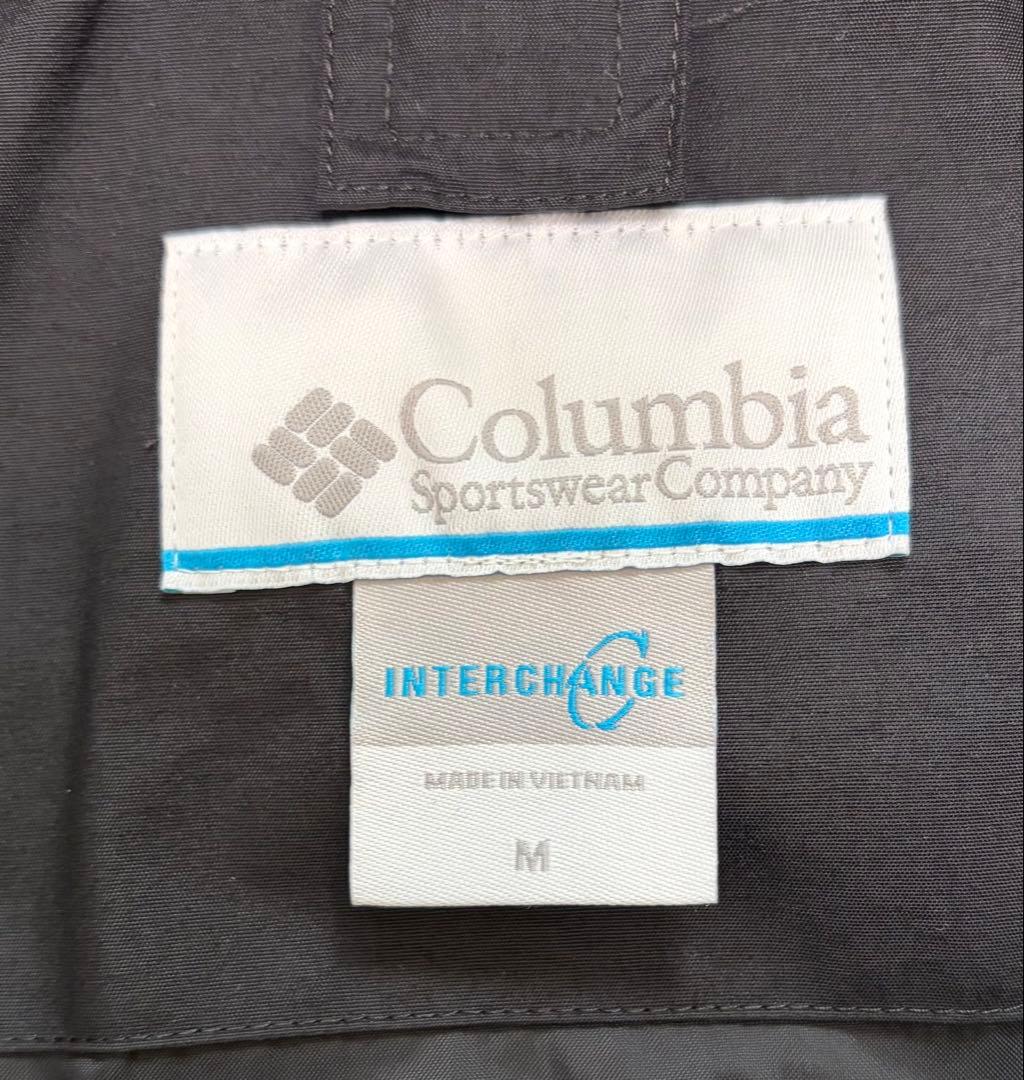 Columbia
Sportswear Company
INTERCHANGE
MADE IN VIETNAM
M